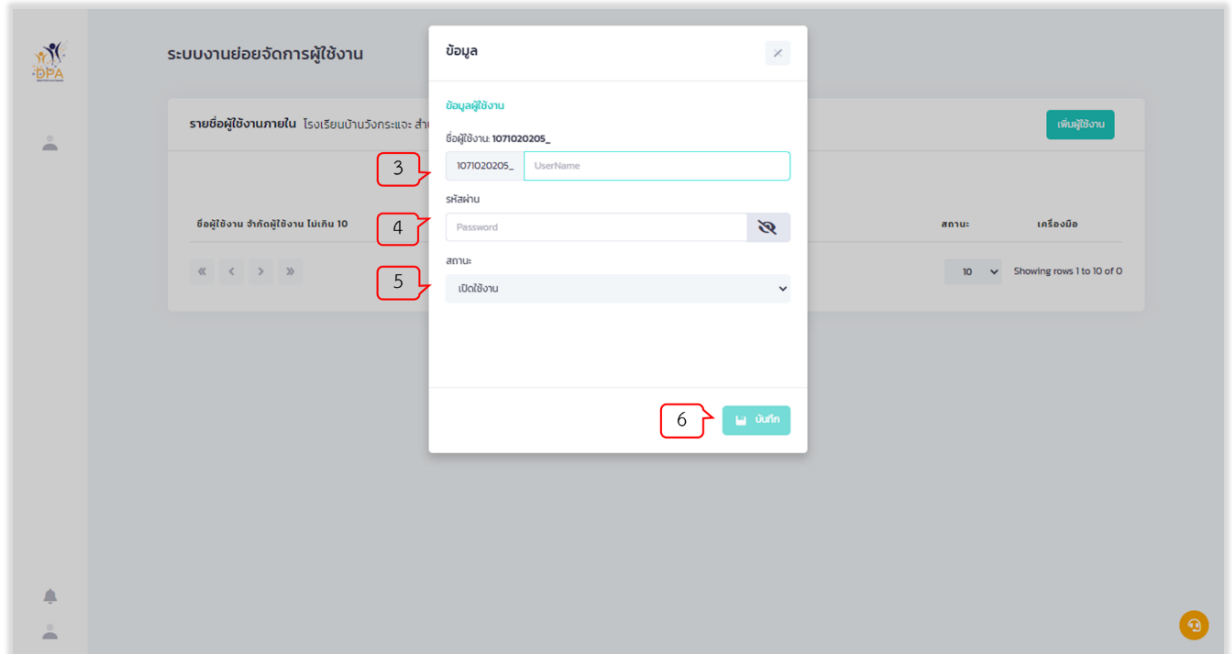 DPA
ระบบงานย่อยจัดการผู้ใช้งาน
รายชื่อผู้ใช้งานภายใน โรงเรียนบ้านวังกระแจะ
เพิ่มผู้ใช้งาน
ชื่อผู้ใช้งาน จำกัดผู้ใช้งาน ไม่เกิน 10
สถานะ
เครื่องมือ
10
Showing rows 1 to 10 of 0
ข้อมูล
ข้อมูลผู้ใช้งาน
ชื่อผู้ใช้งาน: 1071020205_
3
1071020205_
UserName
รหัสผ่าน
4
Password
สถานะ
5
เปิดใช้งาน
6
บันทึก